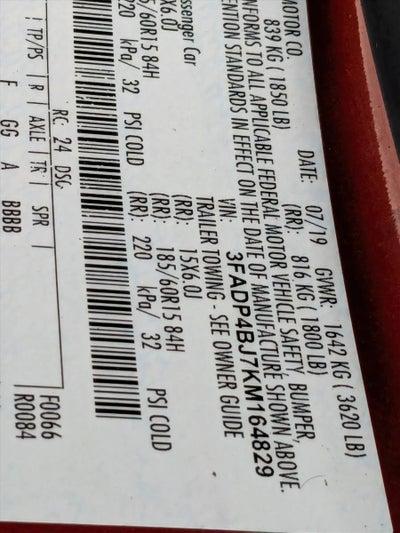 MOTOR CO.
DATE: 07/19 GVWR: 1642 KG ( 3620 LB)
839 KG ( 1850 LB) (RR): 816 KG ( 1800 LB)
NFORMS TO ALL APPLICABLE FEDERAL MOTOR VEHICLE SAFETY, BUMPER,
ENTION STANDARDS IN EFFECT ON THE DATE OF MANUFACTURE SHOWN ABOVE.
VIN: 3FADP4BJ7KM164829
ssenger Car TRAILER TOWING - SEE OWNER GUIDE
5X6.0J (RR): 15X6.0J
/60R15 84H (RR): 185/60R15 84H
220 kPa/ 32 PSI COLD (RR): 220 kPa/ 32 PSI COLD
RC: 24 DSC:
F0066
R0084
| TP/PS | R | AXLE | TR | SPR |
F GG A BBBB